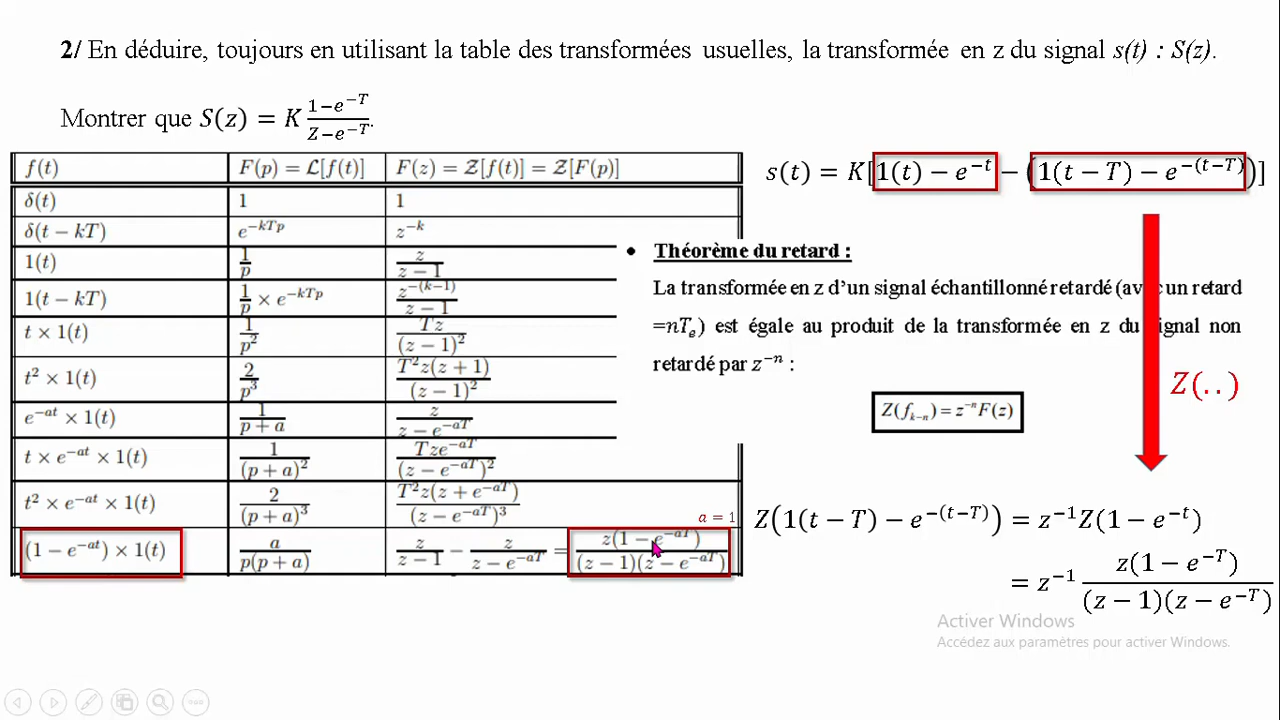 2/ En déduire, toujours en utilisant la table des transformées usuelles, la transformée en z du signal s(t) : S(z).
Montrer que S(z) = K (1−e^{−T})/(Z−e^{−T}).
s(t) = K[1(t) − e^{−t} − (1(t − T) − e^{−(t−T)})]
f(t) | F(p) = ℒ[f(t)] | F(z) = 𝒵[f(t)] = 𝒵[F(p)]
δ(t) | 1 | 1
δ(t − kT) | e^{−kTp} | z^{−k}
1(t) | 1/p | z/(z − 1)
1(t − kT) | 1/p × e^{−kTp} | z^{−(k−1)}/(z − 1)
t × 1(t) | 1/p² | Tz/(z − 1)²
t² × 1(t) | 2/p³ | T²z(z + 1)/(z − 1)²
e^{−at} × 1(t) | 1/(p + a) | z/(z − e^{−aT})
t × e^{−at} × 1(t) | 1/(p + a)² | Tze^{−aT}/(z − e^{−aT})²
t² × e^{−at} × 1(t) | 2/(p + a)³ | T²z(z + e^{−aT})/(z − e^{−aT})³
a = 1
(1 − e^{−at}) × 1(t) | a/(p(p + a)) | z/(z − 1) − z/(z − e^{−aT}) = z(1 − e^{−aT})/((z − 1)(z − e^{−aT}))
• Théorème du retard :
La transformée en z d'un signal échantillonné retardé (av un retard
=nT_e) est égale au produit de la transformée en z du signal non
retardé par z^{−n} :
Z(f_{k−n}) = z^{−n}F(z)
Z(..)
Z(1(t − T) − e^{−(t−T)}) = z^{−1}Z(1 − e^{−t})
= z^{−1} z(1 − e^{−T})/((z − 1)(z − e^{−T}))
Activer Windows
Accédez aux paramètres pour activer Windows.